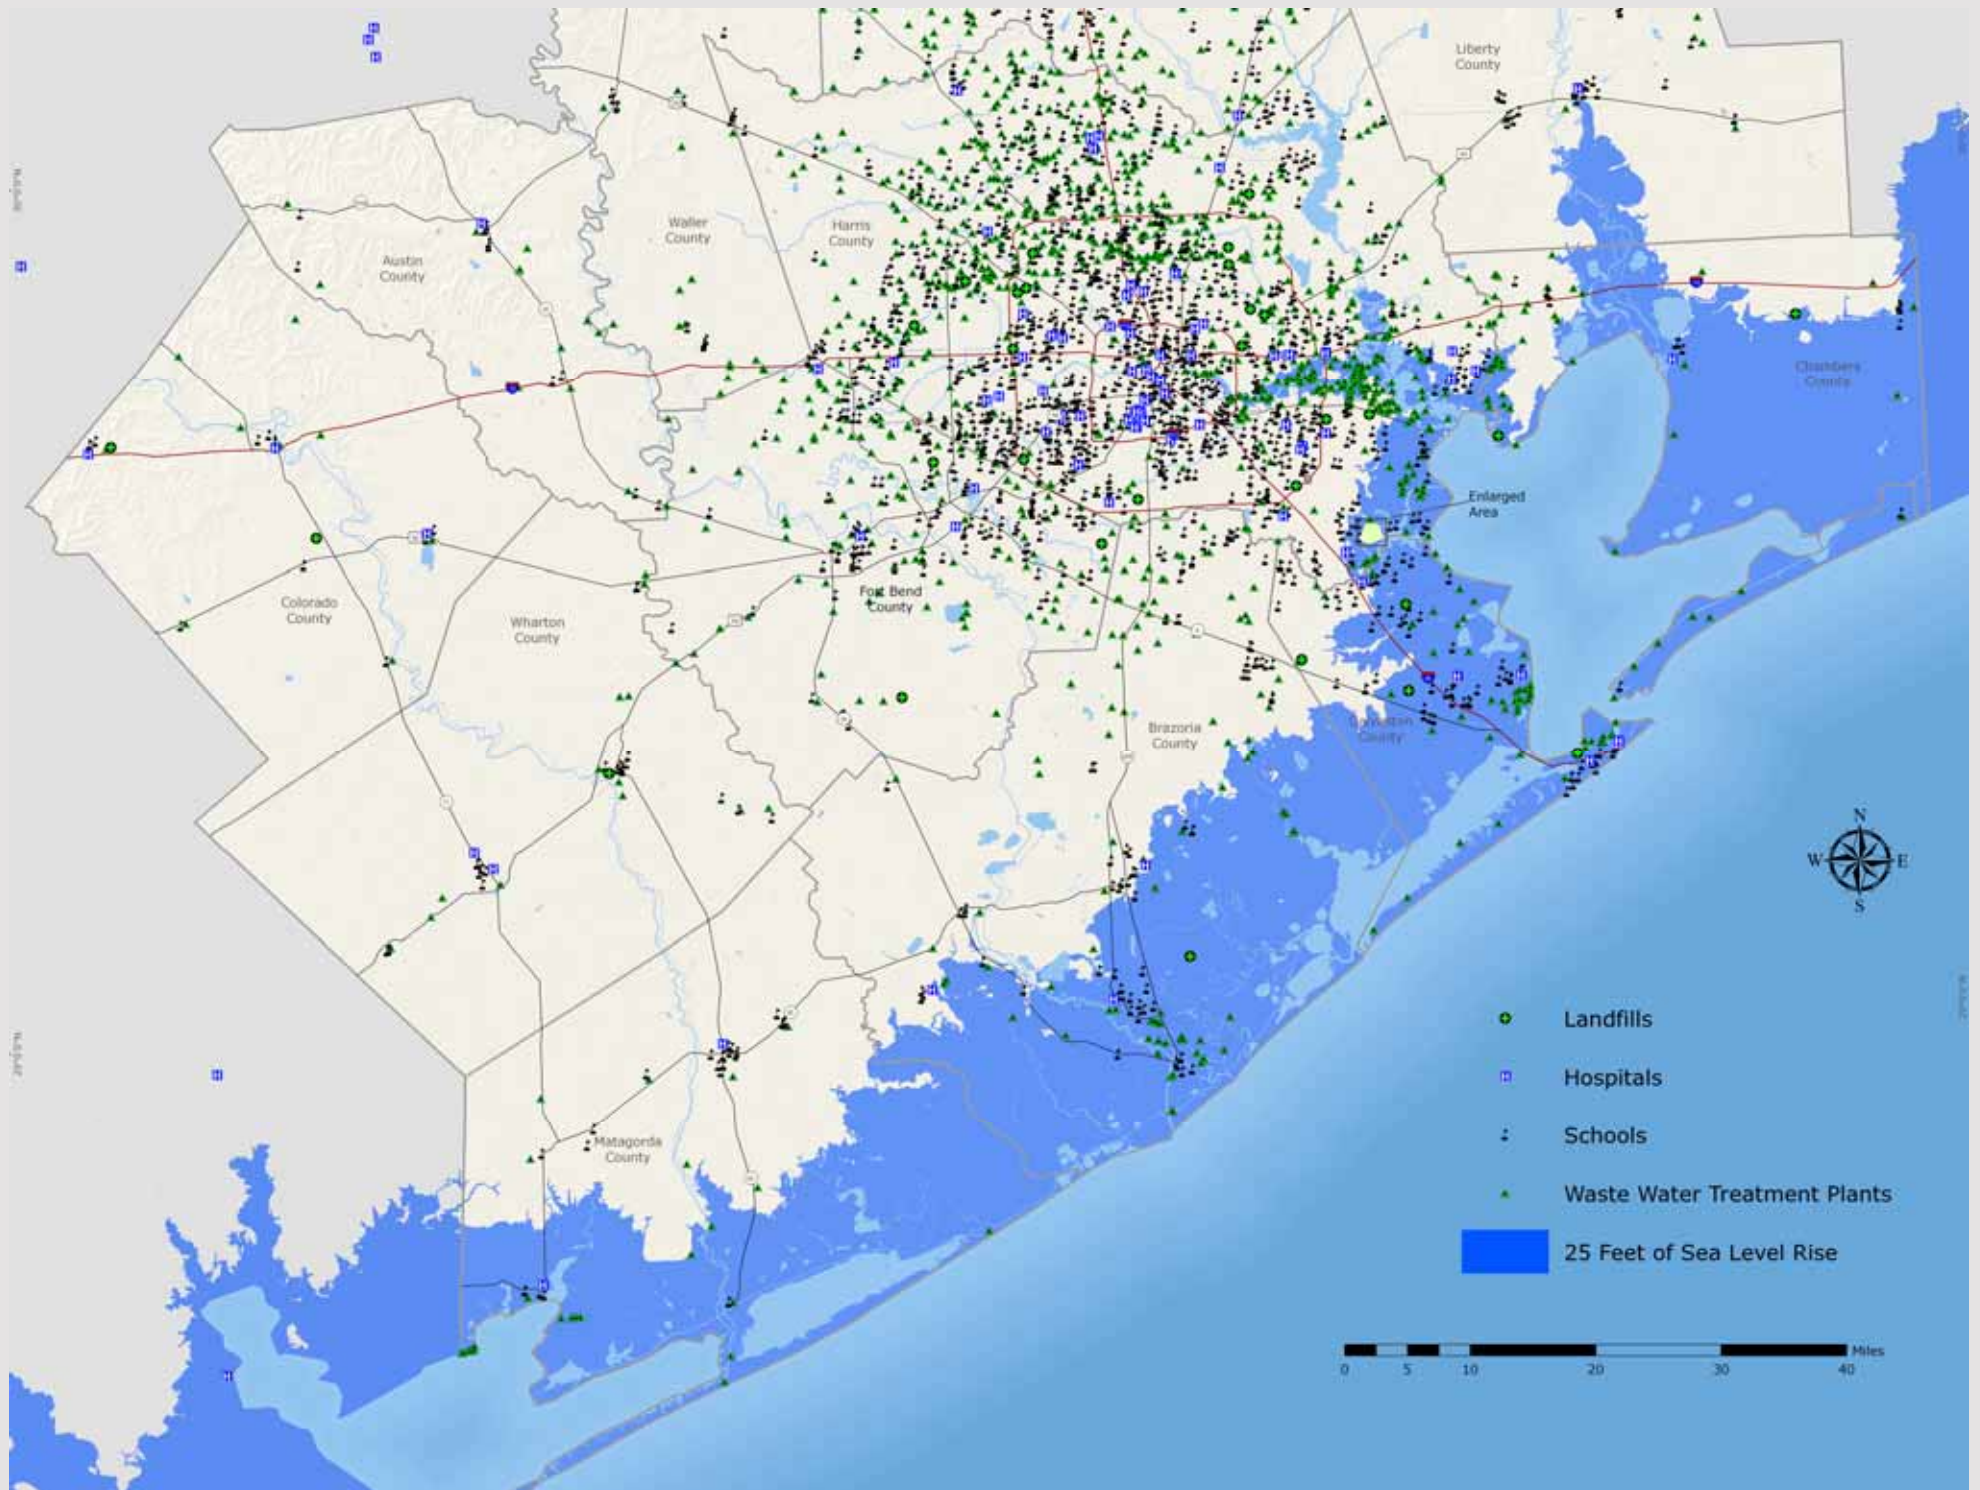 Liberty
County
Waller
County
Harris
County
Austin
County
Chambers
County
Enlarged
Area
Colorado
County
Fort Bend
County
Wharton
County
Brazoria
County
Galveston
County
Matagorda
County
N
W
E
S
Landfills
Hospitals
Schools
Waste Water Treatment Plants
25 Feet of Sea Level Rise
Miles
0
5
10
20
30
40